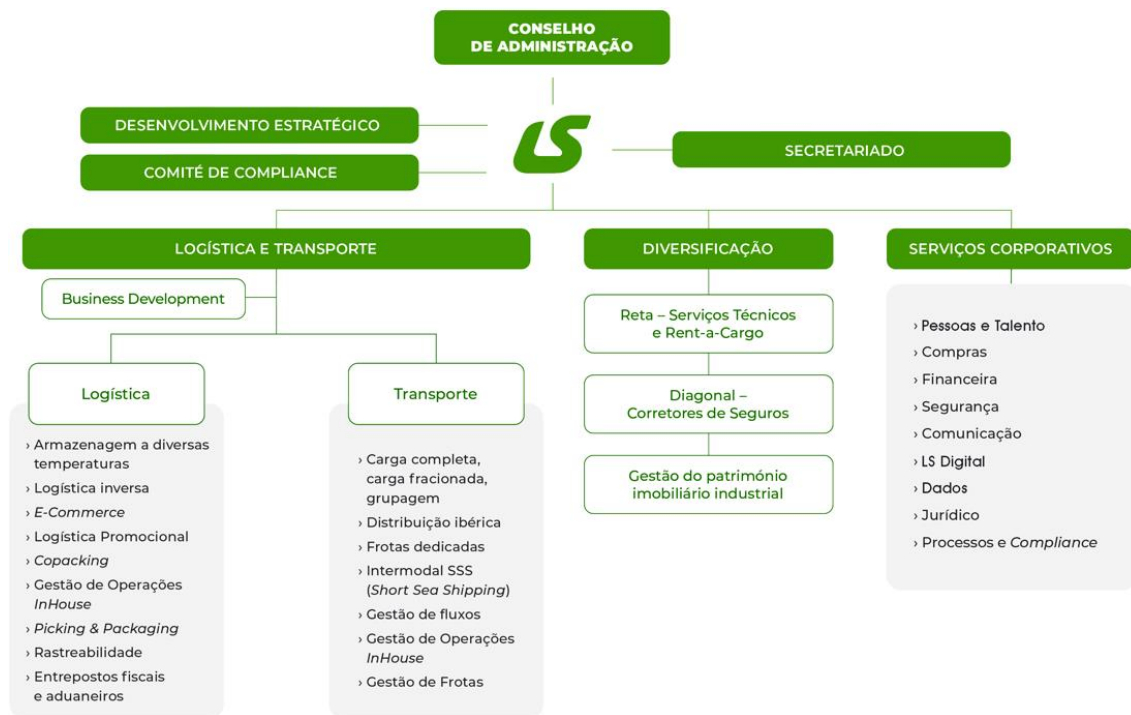 CONSELHO
DE ADMINISTRAÇÃO
DESENVOLVIMENTO ESTRATÉGICO
COMITÉ DE COMPLIANCE
LS
SECRETARIADO
LOGÍSTICA E TRANSPORTE
Business Development
Logística
› Armazenagem a diversas
temperaturas
› Logística inversa
› E-Commerce
› Logística Promocional
› Copacking
› Gestão de Operações
InHouse
› Picking & Packaging
› Rastreabilidade
› Entrepostos fiscais
e aduaneiros
Transporte
› Carga completa,
carga fracionada,
grupagem
› Distribuição ibérica
› Frotas dedicadas
› Intermodal SSS
(Short Sea Shipping)
› Gestão de fluxos
› Gestão de Operações
InHouse
› Gestão de Frotas
DIVERSIFICAÇÃO
Reta – Serviços Técnicos
e Rent-a-Cargo
Diagonal –
Corretores de Seguros
Gestão do património
imobiliário industrial
SERVIÇOS CORPORATIVOS
› Pessoas e Talento
› Compras
› Financeira
› Segurança
› Comunicação
› LS Digital
› Dados
› Jurídico
› Processos e Compliance